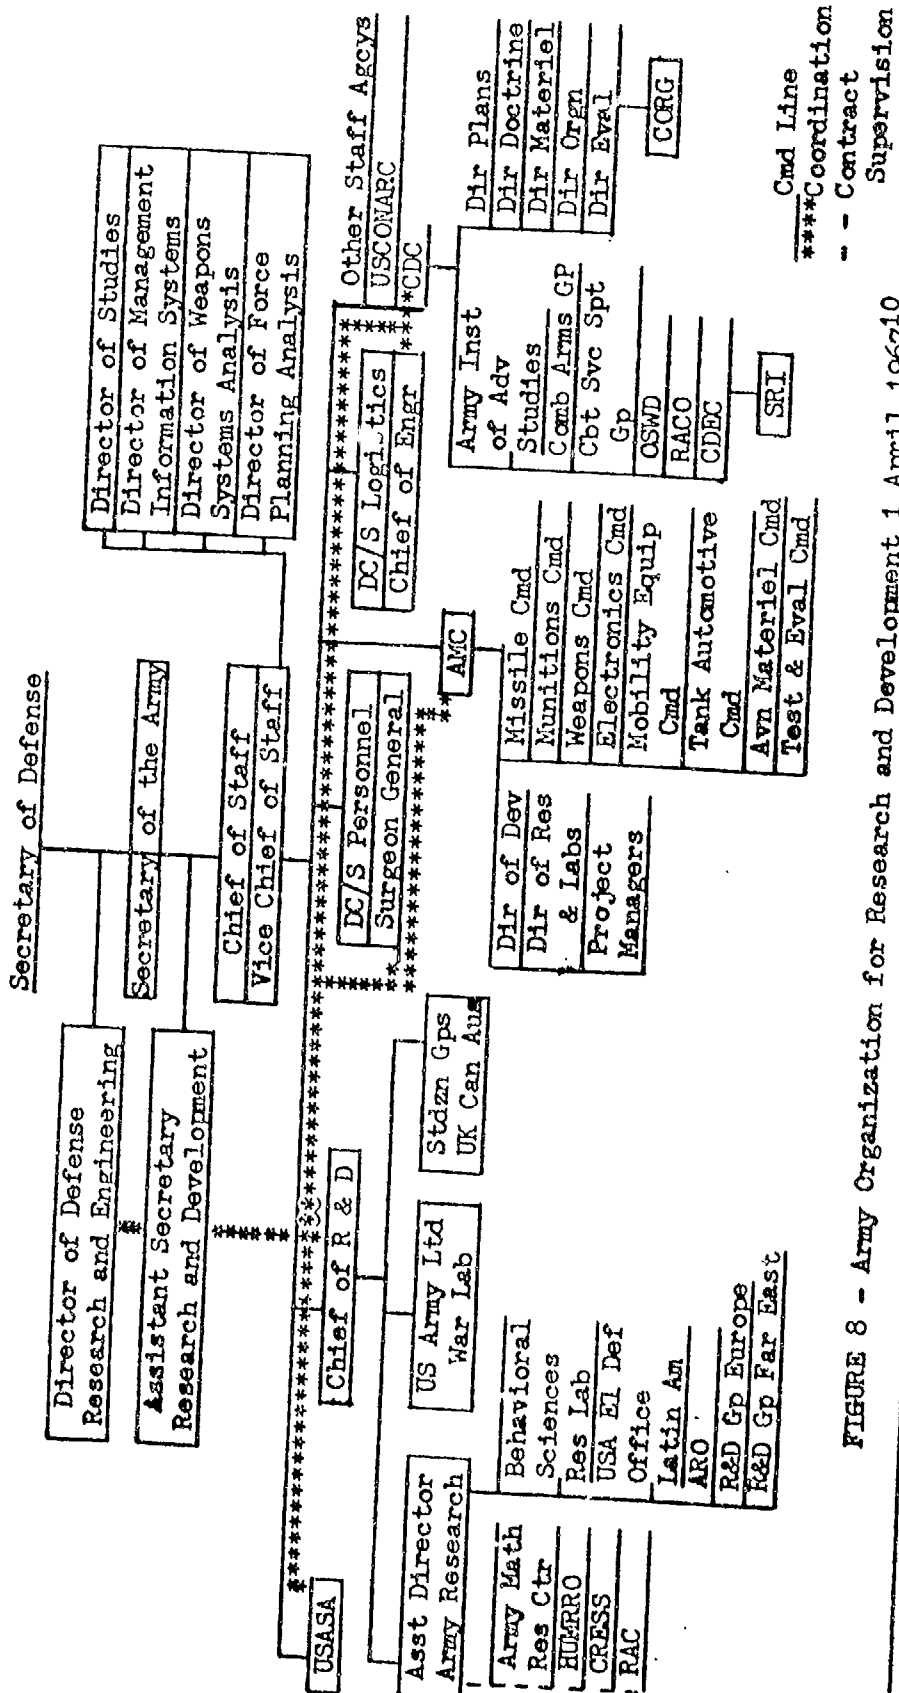 Secretary of Defense
Director of Defense
Research and Engineering
Secretary of the Army
Assistant Secretary
Research and Development
Chief of Staff
Vice Chief of Staff
Director of Studies
Director of Management
Information Systems
Director of Weapons
Systems Analysis
Director of Force
Planning Analysis
USASA
Chief of R & D
DC/S Personnel
Surgeon General
DC/S Logistics
Chief of Engr
Other Staff Agcys
USCONARC
*CDC
Asst Director
Army Research
US Army Ltd
War Lab
Stdzn Gps
UK Can Aus
AMC
Army Math
Res Ctr
HUMRRO
CRESS
RAC
Behavioral
Sciences
Res Lab
USA El Def
Office
Latin Am
ARO
R&D Gp Europe
R&D Gp Far East
Dir of Dev
Dir of Res
& Labs
Project
Managers
Missile Cmd
Munitions Cmd
Weapons Cmd
Electronics Cmd
Mobility Equip
Cmd
Tank Automotive
Cmd
Avn Materiel Cmd
Test & Eval Cmd
Army Inst
of Adv
Studies
Comb Arms GP
Cbt Svc Spt
Gp
OSWD
RACO
CDEC
SRI
Dir Plans
Dir Doctrine
Dir Materiel
Dir Orgn
Dir Eval
CORG
Cmd Line
****Coordination
- - Contract
Supervision
FIGURE 8 - Army Organization for Research and Development 1 April